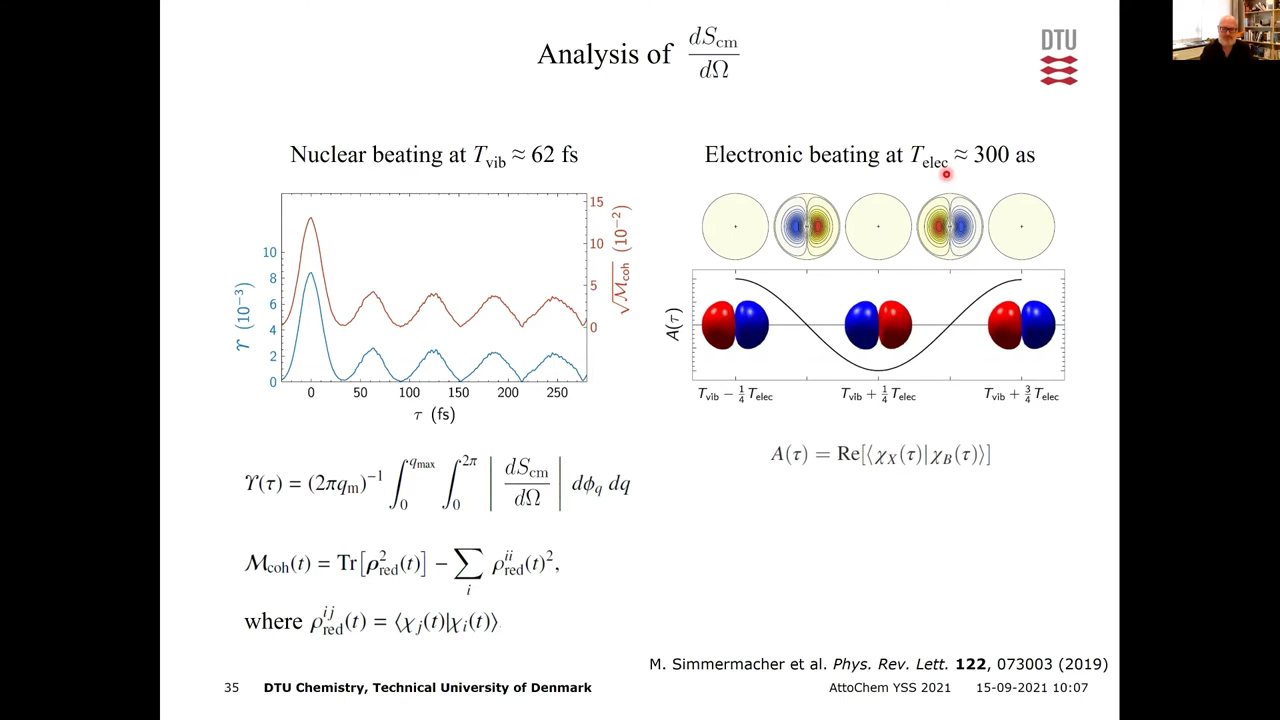 Analysis of dS_cm/dΩ
DTU
Nuclear beating at T_vib ≈ 62 fs
Electronic beating at T_elec ≈ 300 as
ϒ (10⁻³)
10
8
6
4
2
0
15
10
5
0
√M_coh (10⁻²)
0 50 100 150 200 250
τ (fs)
A(τ)
T_vib − ¼ T_elec T_vib + ¼ T_elec T_vib + ¾ T_elec
A(τ) = Re[⟨χ_X(τ)|χ_B(τ)⟩]
ϒ(τ) = (2πq_m)⁻¹ ∫₀^{q_max} ∫₀^{2π} | dS_cm/dΩ | dϕ_q dq
M_coh(t) = Tr[ρ²_red(t)] − ∑_i ρ^{ii}_red(t)²,
where ρ^{ij}_red(t) = ⟨χ_j(t)|χ_i(t)⟩
M. Simmermacher et al. Phys. Rev. Lett. 122, 073003 (2019)
35 DTU Chemistry, Technical University of Denmark AttoChem YSS 2021 15-09-2021 10:07